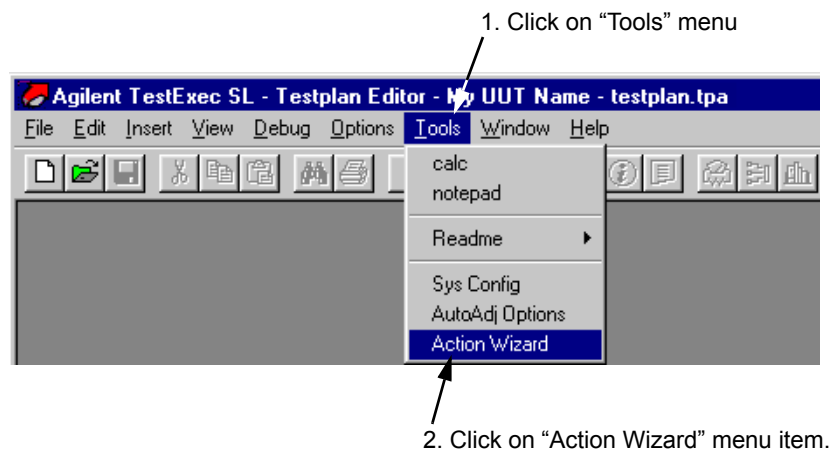 1. Click on “Tools” menu
Agilent TestExec SL - Testplan Editor - My UUT Name - testplan.tpa
File Edit Insert View Debug Options Tools Window Help
calc
notepad
Readme
Sys Config
AutoAdj Options
Action Wizard
2. Click on “Action Wizard” menu item.